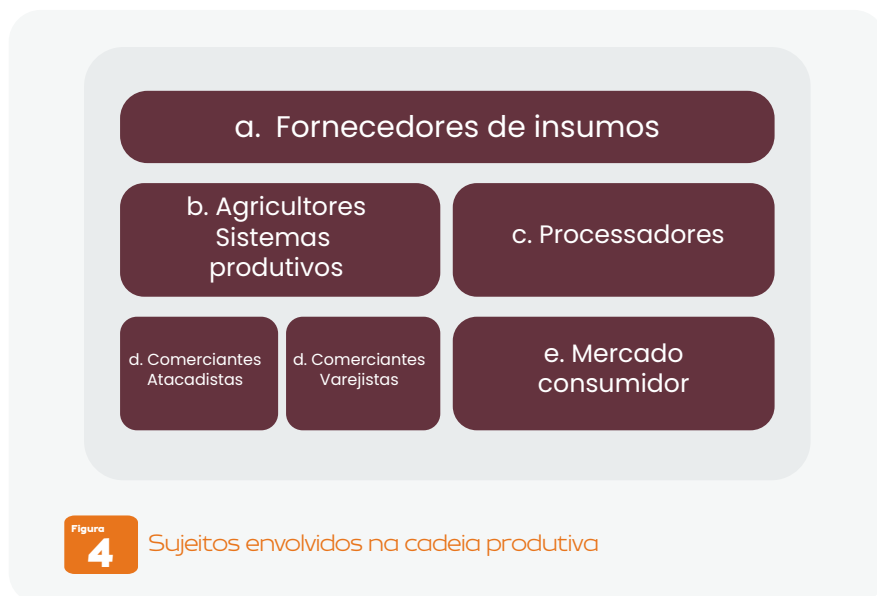 a. Fornecedores de insumos
b. Agricultores
Sistemas
produtivos
c. Processadores
d. Comerciantes
Atacadistas
d. Comerciantes
Varejistas
e. Mercado
consumidor
Figura
4
Sujeitos envolvidos na cadeia produtiva